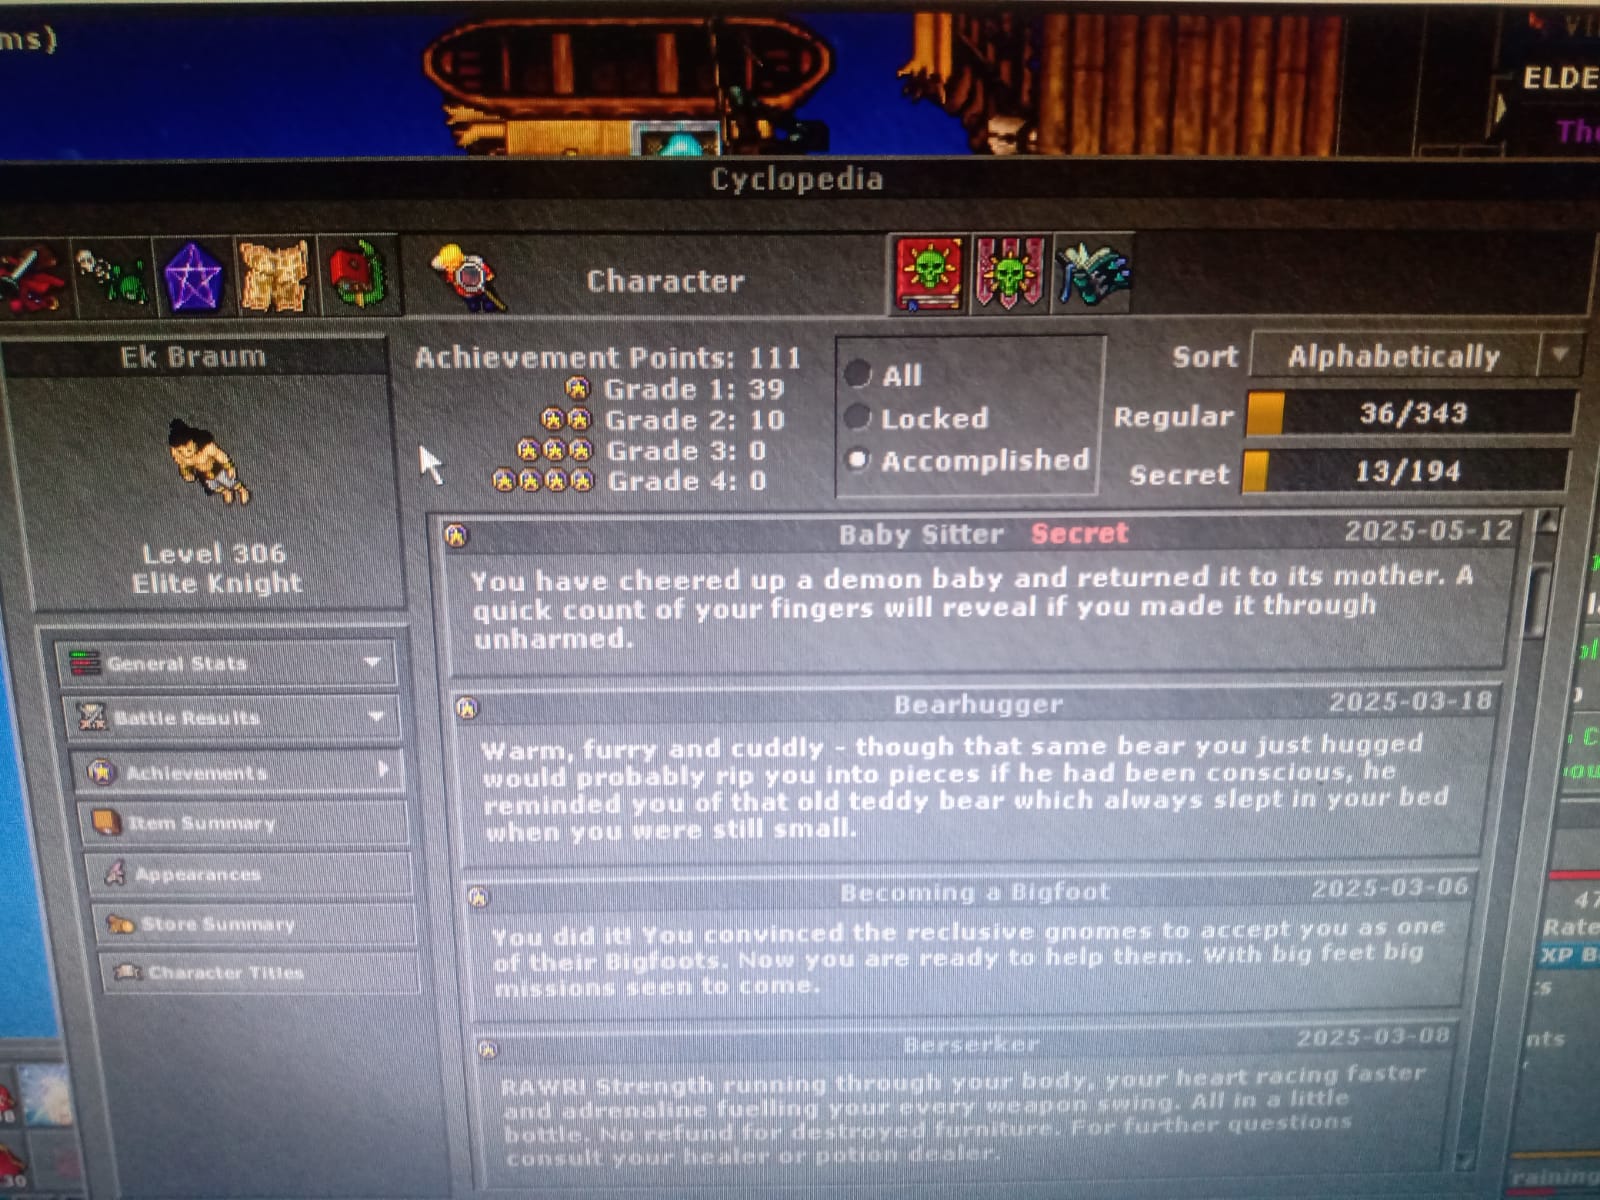 ms)
ELDE
The
Cyclopedia
Character
Ek Braum
Level 306
Elite Knight
General Stats
Battle Results
Achievements
Item Summary
Appearances
Store Summary
Character Titles
Achievement Points: 111
Grade 1: 39
Grade 2: 10
Grade 3: 0
Grade 4: 0
All
Locked
Accomplished
Sort Alphabetically
Regular 36/343
Secret 13/194
Baby Sitter Secret 2025-05-12
You have cheered up a demon baby and returned it to its mother. A
quick count of your fingers will reveal if you made it through
unharmed.
Bearhugger 2025-03-18
Warm, furry and cuddly - though that same bear you just hugged
would probably rip you into pieces if he had been conscious, he
reminded you of that old teddy bear which always slept in your bed
when you were still small.
Becoming a Bigfoot 2025-03-06
You did it! You convinced the reclusive gnomes to accept you as one
of their Bigfoots. Now you are ready to help them. With big feet big
missions seen to come.
Berserker 2025-03-08
RAWR! Strength running through your body, your heart racing faster
and adrenaline fuelling your every weapon swing. All in a little
bottle. No refund for destroyed furniture. For further questions
consult your healer or potion dealer.
47
Rate
XP B
nts
raining
30